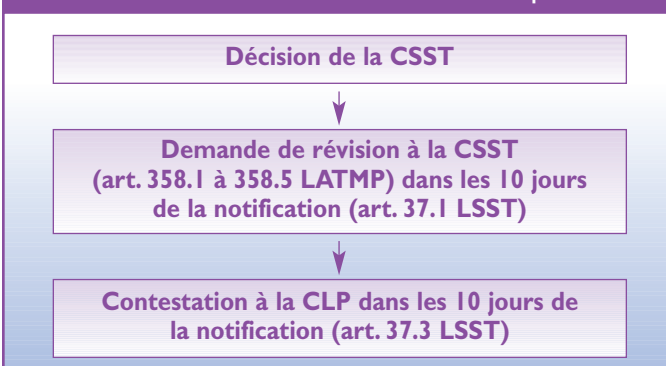 Décision de la CSST
Demande de révision à la CSST
(art. 358.1 à 358.5 LATMP) dans les 10 jours
de la notification (art. 37.1 LSST)
Contestation à la CLP dans les 10 jours de
la notification (art. 37.3 LSST)